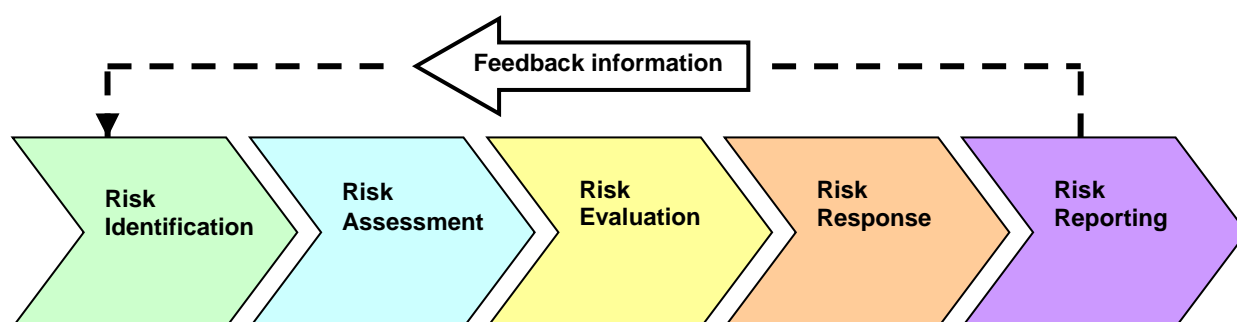 Feedback information
Risk
Identification
Risk
Assessment
Risk
Evaluation
Risk
Response
Risk
Reporting